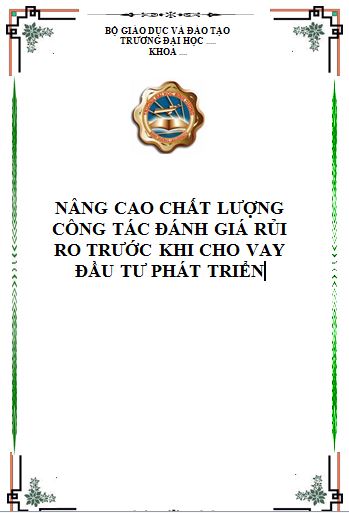 BỘ GIÁO DỤC VÀ ĐÀO TẠO
TRƯỜNG ĐẠI HỌC .....
KHOA ....
NÂNG CAO CHẤT LƯỢNG
CÔNG TÁC ĐÁNH GIÁ RỦI
RO TRƯỚC KHI CHO VAY
ĐẦU TƯ PHÁT TRIỂN